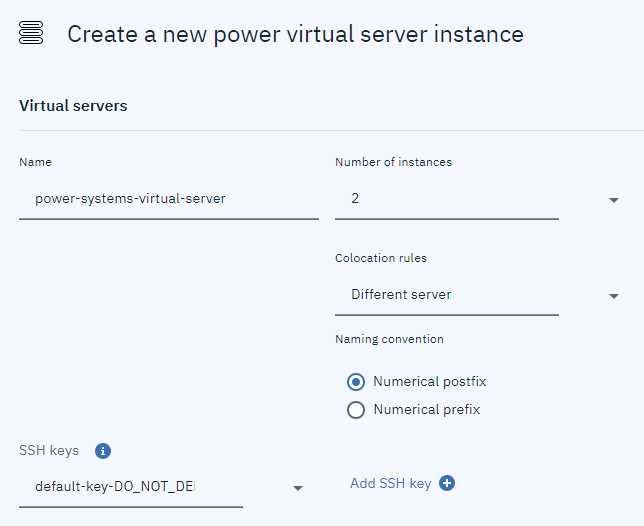 Create a new power virtual server instance
Virtual servers
Name
Number of instances
power-systems-virtual-server
2
Colocation rules
Different server
Naming convention
Numerical postfix
Numerical prefix
SSH keys
default-key-DO_NOT_DE
Add SSH key